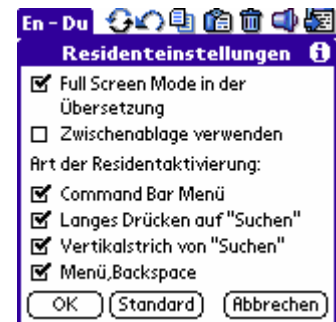 En - Du
Residenteinstellungen
Full Screen Mode in der
Übersetzung
Zwischenablage verwenden
Art der Residentaktivierung:
Command Bar Menü
Langes Drücken auf "Suchen"
Vertikalstrich von "Suchen"
Menü,Backspace
OK Standard Abbrechen